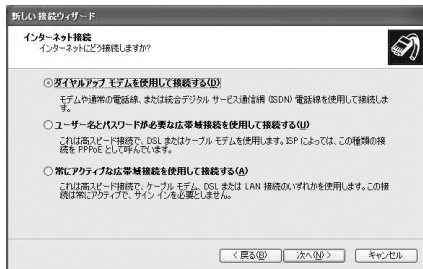 新しい接続ウィザード
インターネット接続
インターネットにどう接続しますか?
ダイヤルアップ モデムを使用して接続する(D)
モデムや通常の電話線、または統合デジタル サービス通信網 (ISDN) 電話線を使用して接続しま
す。
ユーザー名とパスワードが必要な広帯域接続を使用して接続する(U)
これは高スピード接続で、DSL またはケーブル モデムを使用します。ISP によっては、この種類の接
続を PPPoE として呼んでいます。
常にアクティブな広帯域接続を使用して接続する(A)
これは高スピード接続で、ケーブル モデム、DSL または LAN 接続のいずれかを使用します。この接
続は常にアクティブで、サイン インを必要としません。
< 戻る(B) 次へ(N) > キャンセル